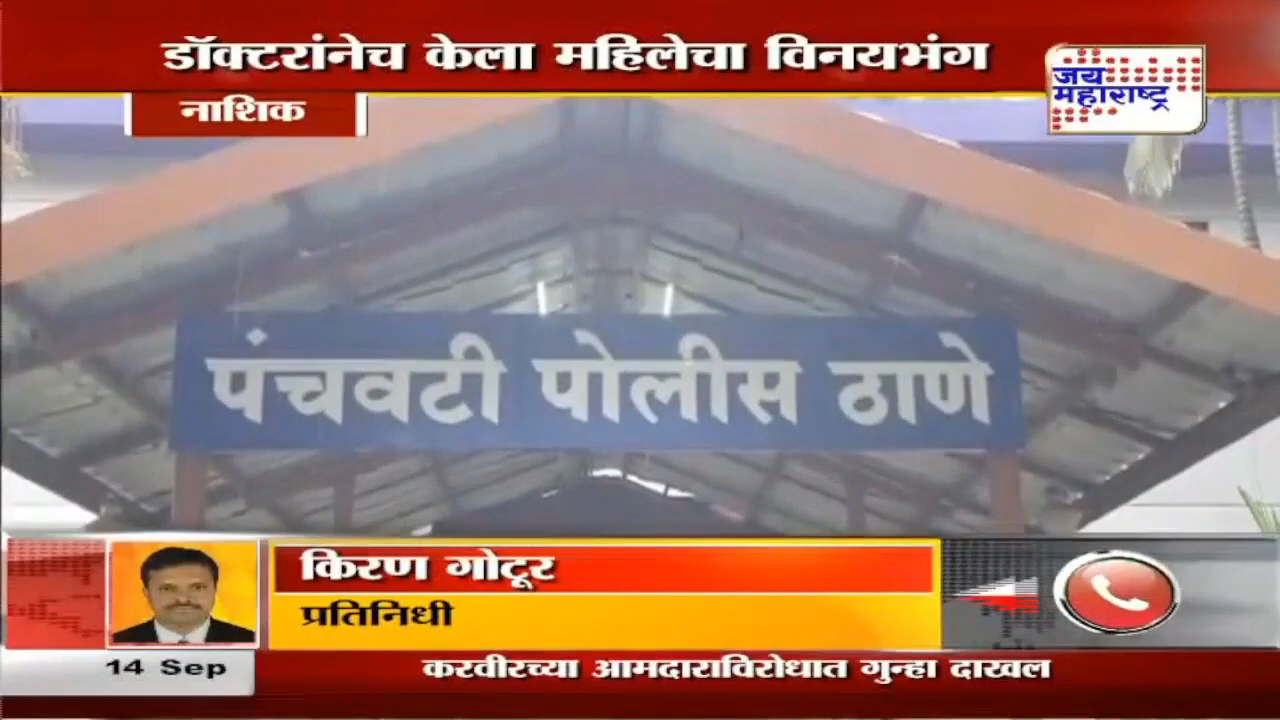 डॉक्टरांनेच केला महिलेचा विनयभंग
नाशिक
जय
महाराष्ट्र
पंचवटी पोलीस ठाणे
किरण गोटूर
प्रतिनिधी
14 Sep
करवीरच्या आमदाराविरोधात गुन्हा दाखल